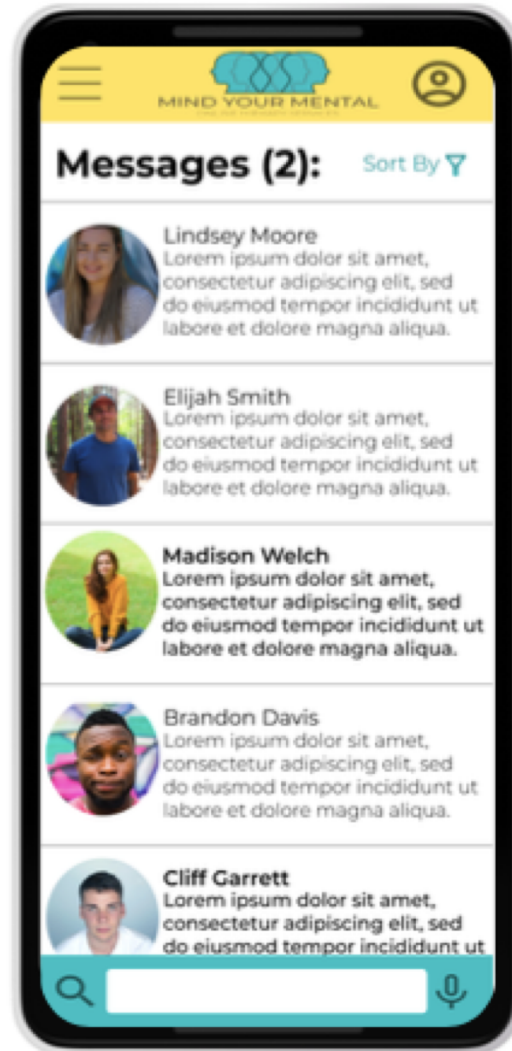 MIND YOUR MENTAL
Messages (2):
Sort By
Lindsey Moore
Lorem ipsum dolor sit amet,
consectetur adipiscing elit, sed
do eiusmod tempor incididunt ut
labore et dolore magna aliqua.
Elijah Smith
Lorem ipsum dolor sit amet,
consectetur adipiscing elit, sed
do eiusmod tempor incididunt ut
labore et dolore magna aliqua.
Madison Welch
Lorem ipsum dolor sit amet,
consectetur adipiscing elit, sed
do eiusmod tempor incididunt ut
labore et dolore magna aliqua.
Brandon Davis
Lorem ipsum dolor sit amet,
consectetur adipiscing elit, sed
do eiusmod tempor incididunt ut
labore et dolore magna aliqua.
Cliff Garrett
Lorem ipsum dolor sit amet,
consectetur adipiscing elit, sed
do eiusmod tempor incididunt ut